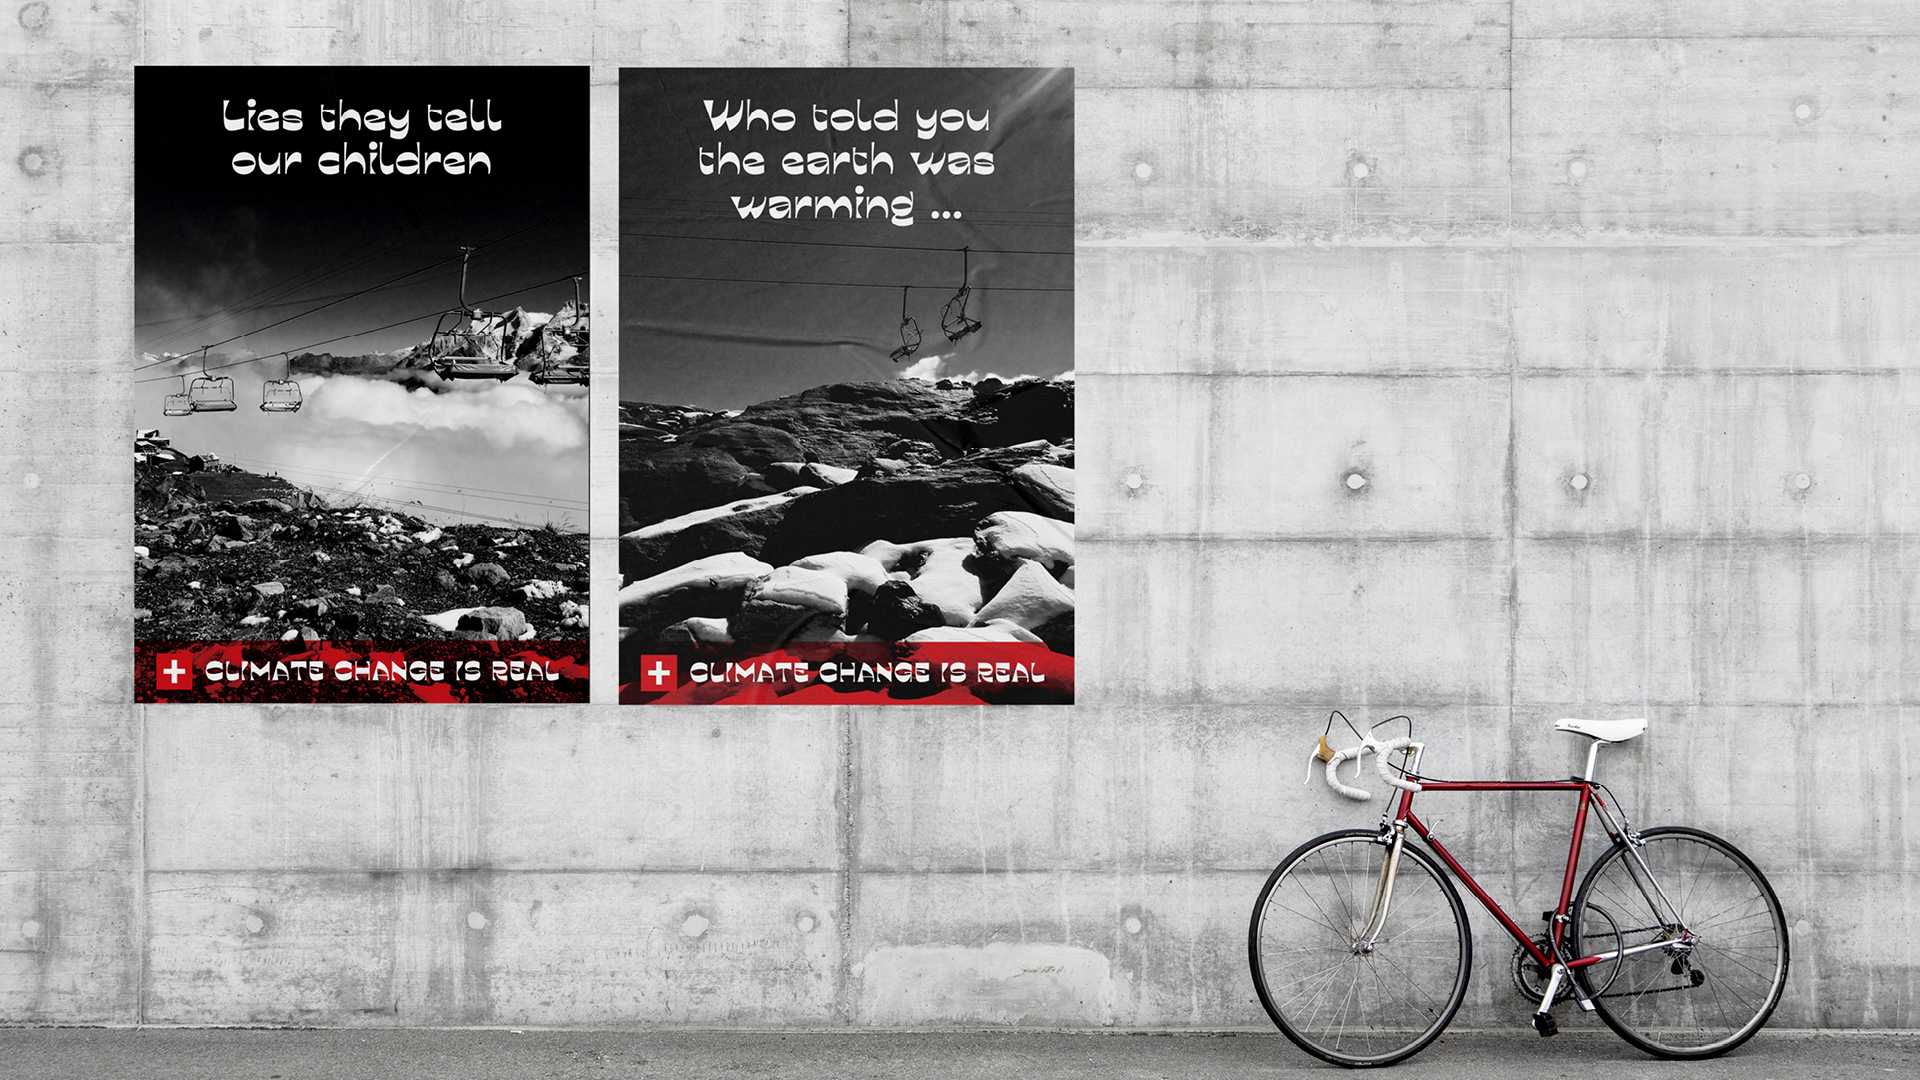 Lies they tell
our children
CLIMATE CHANGE IS REAL
Who told you
the earth was
warming ...
CLIMATE CHANGE IS REAL